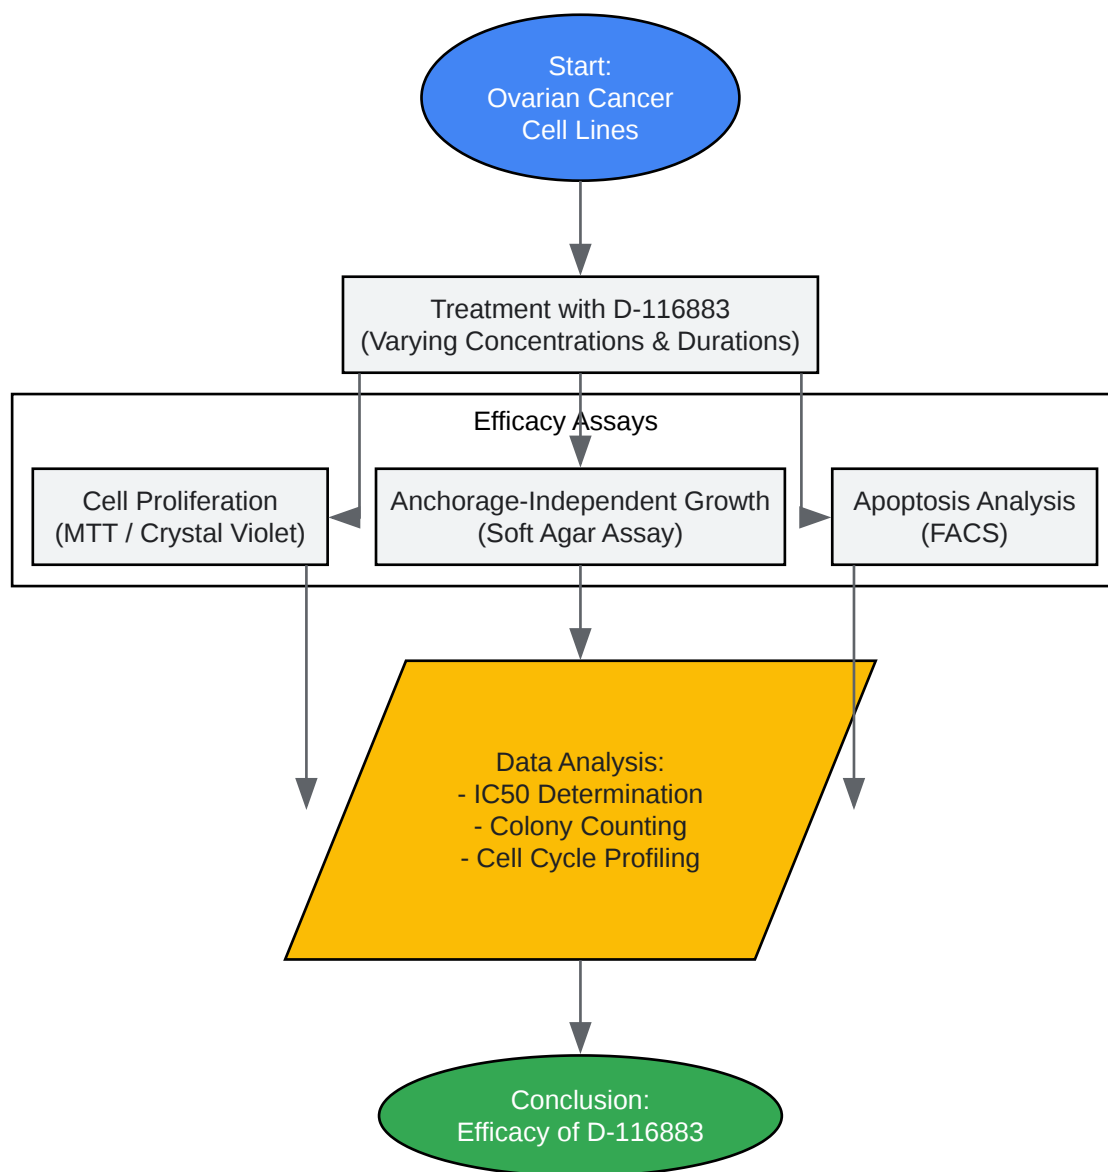 Start:
Ovarian Cancer
Cell Lines
Treatment with D-116883
(Varying Concentrations & Durations)
Efficacy Assays
Cell Proliferation
(MTT / Crystal Violet)
Anchorage-Independent Growth
(Soft Agar Assay)
Apoptosis Analysis
(FACS)
Data Analysis:
- IC50 Determination
- Colony Counting
- Cell Cycle Profiling
Conclusion:
Efficacy of D-116883